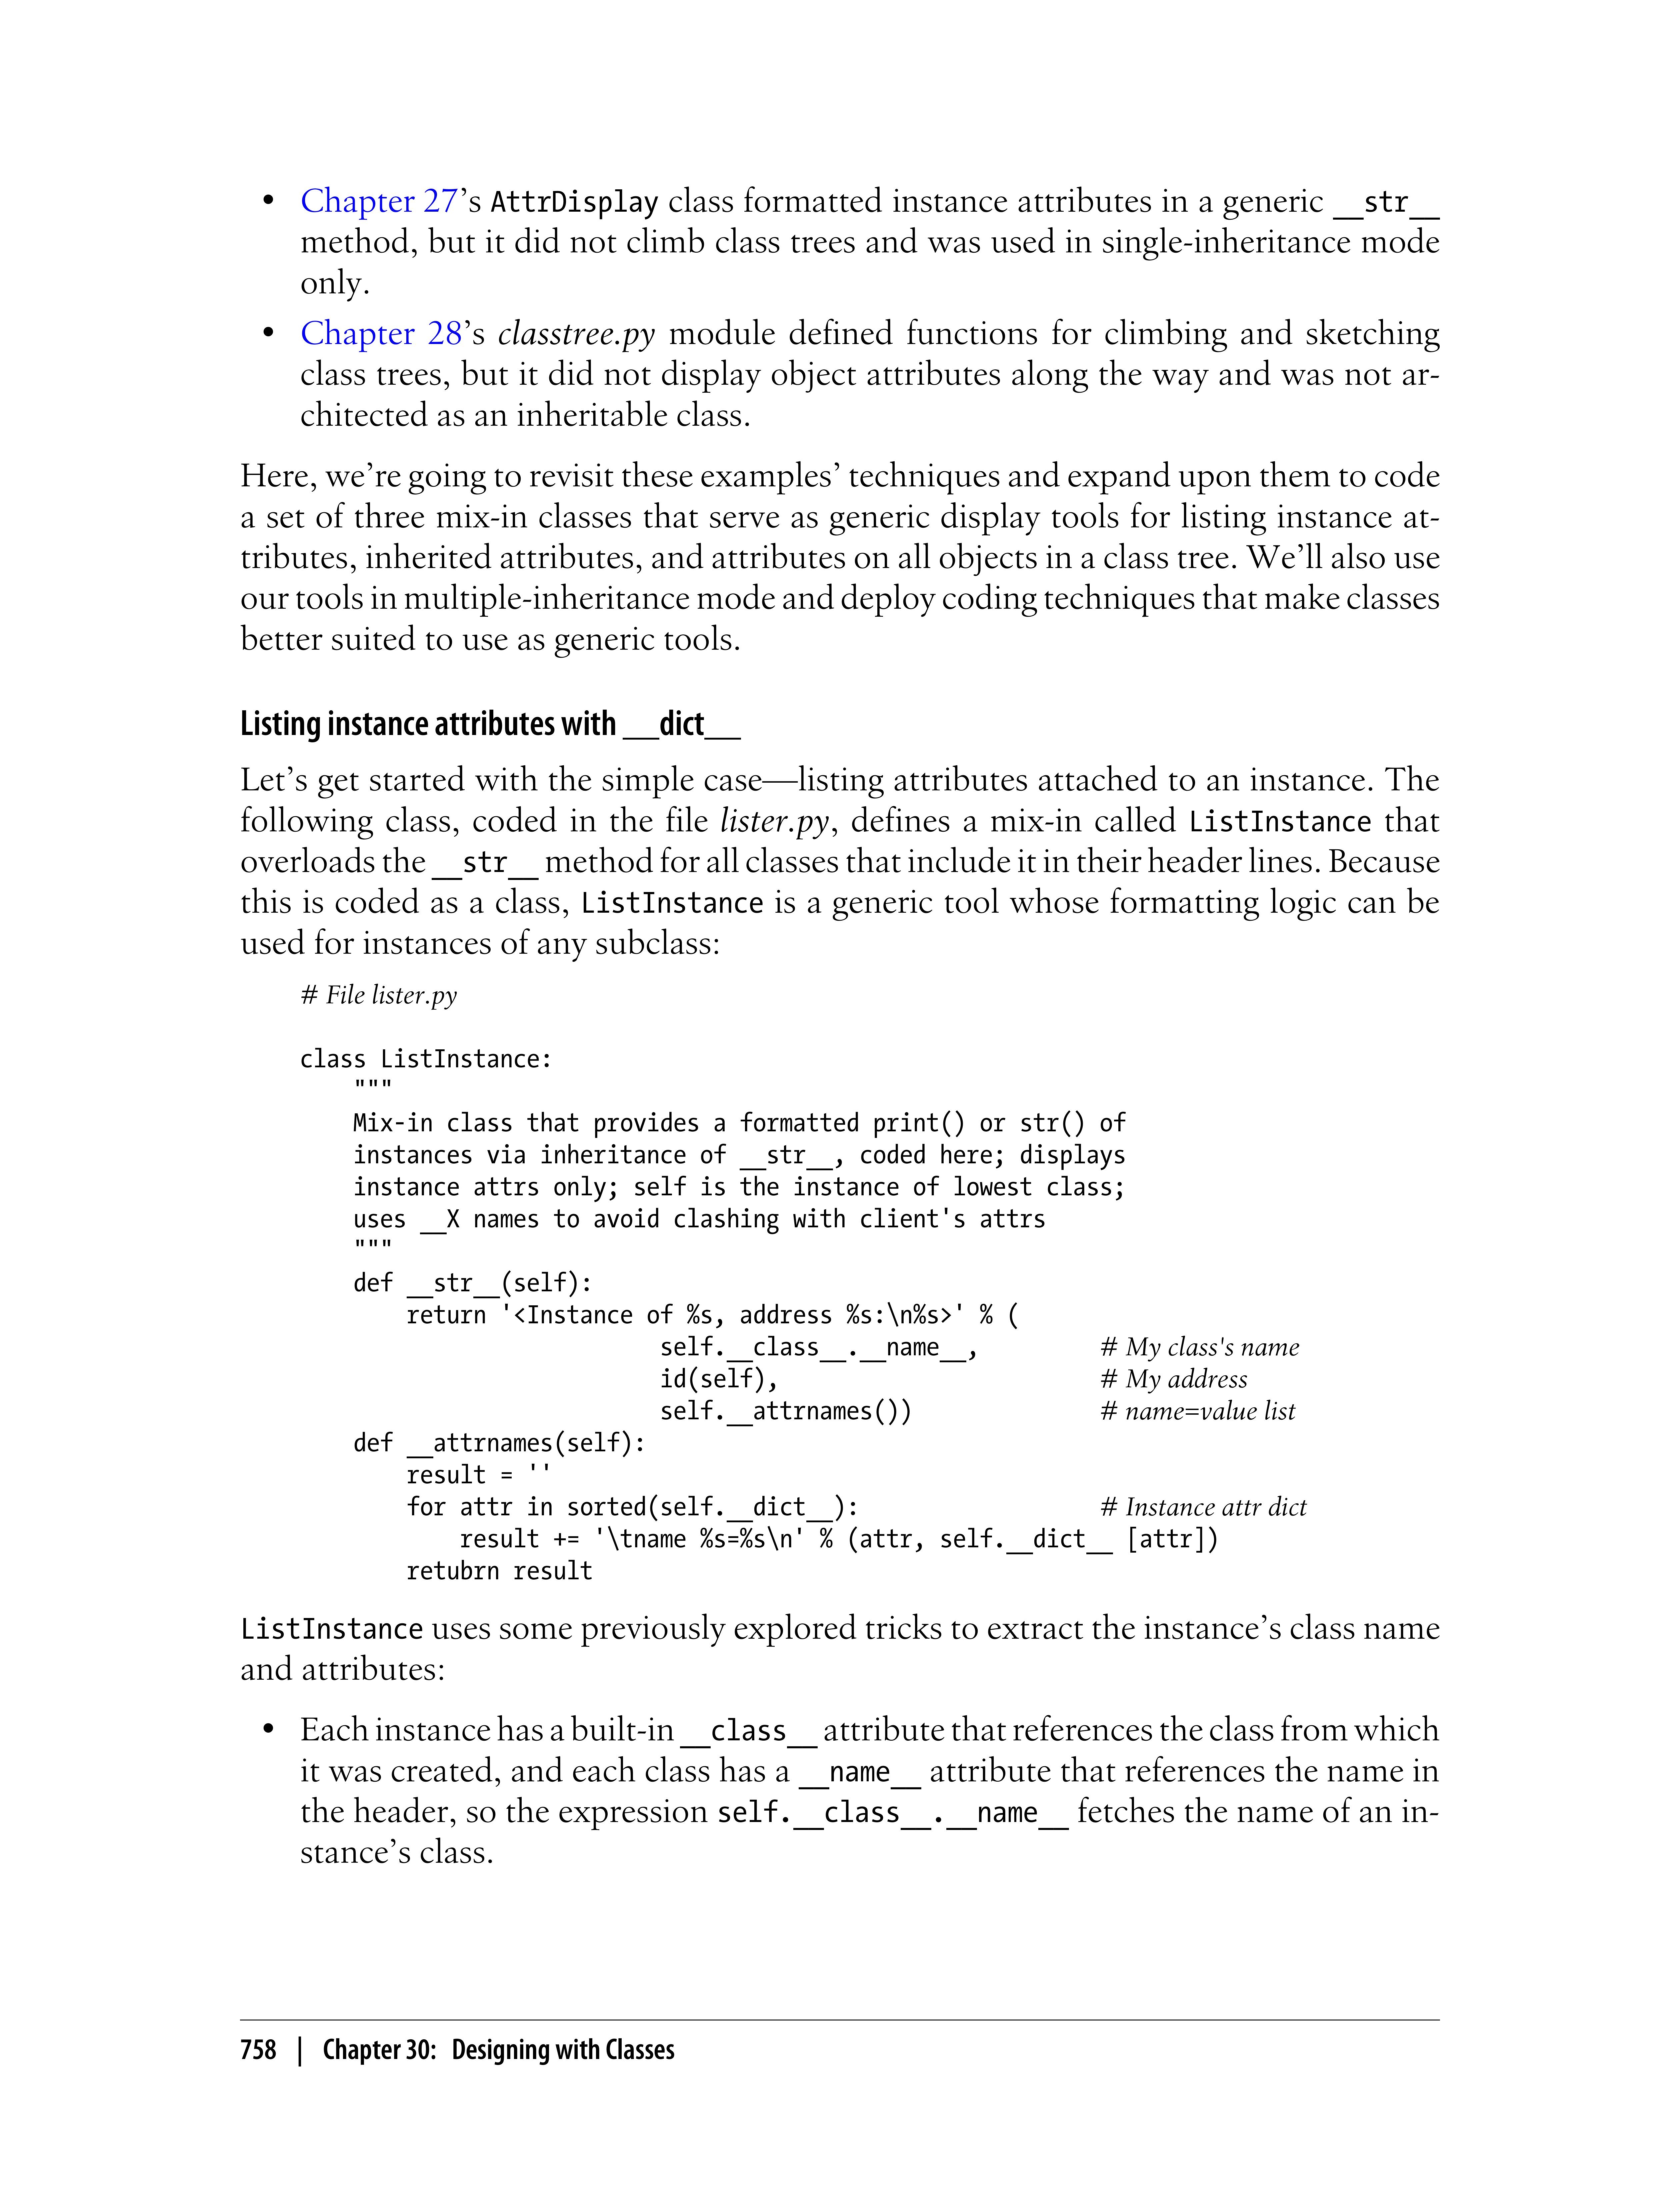 • Chapter 27’s AttrDisplay class formatted instance attributes in a generic __str__
method, but it did not climb class trees and was used in single-inheritance mode
only.
• Chapter 28’s classtree.py module defined functions for climbing and sketching
class trees, but it did not display object attributes along the way and was not ar-
chitected as an inheritable class.
Here, we’re going to revisit these examples’ techniques and expand upon them to code
a set of three mix-in classes that serve as generic display tools for listing instance at-
tributes, inherited attributes, and attributes on all objects in a class tree. We’ll also use
our tools in multiple-inheritance mode and deploy coding techniques that make classes
better suited to use as generic tools.
Listing instance attributes with __dict__
Let’s get started with the simple case—listing attributes attached to an instance. The
following class, coded in the file lister.py, defines a mix-in called ListInstance that
overloads the __str__ method for all classes that include it in their header lines. Because
this is coded as a class, ListInstance is a generic tool whose formatting logic can be
used for instances of any subclass:
# File lister.py
class ListInstance:
    """
    Mix-in class that provides a formatted print() or str() of
    instances via inheritance of __str__, coded here; displays
    instance attrs only; self is the instance of lowest class;
    uses __X names to avoid clashing with client's attrs
    """
    def __str__(self):
        return '<Instance of %s, address %s:\n%s>' % (
                           self.__class__.__name__,         # My class's name
                           id(self),                        # My address
                           self.__attrnames())              # name=value list
    def __attrnames(self):
        result = ''
        for attr in sorted(self.__dict__):                  # Instance attr dict
            result += '\tname %s=%s\n' % (attr, self.__dict__ [attr])
        retubrn result
ListInstance uses some previously explored tricks to extract the instance’s class name
and attributes:
• Each instance has a built-in __class__ attribute that references the class from which
it was created, and each class has a __name__ attribute that references the name in
the header, so the expression self.__class__.__name__ fetches the name of an in-
stance’s class.
758 | Chapter 30: Designing with Classes